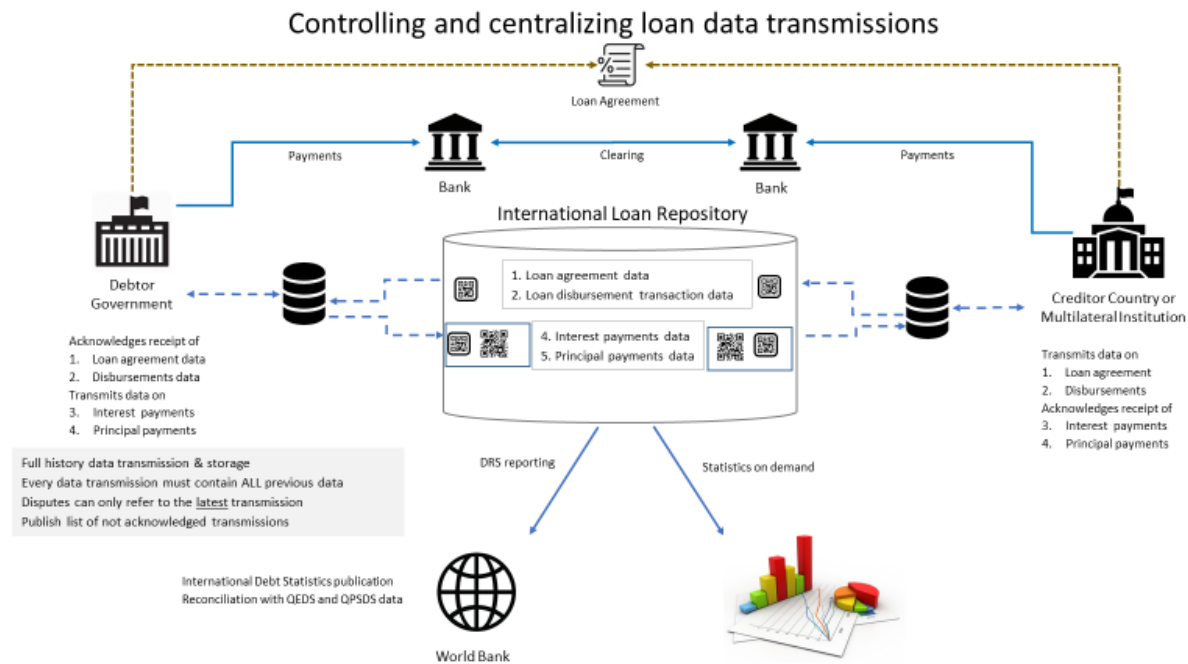 Controlling and centralizing loan data transmissions
Loan Agreement
Payments
Clearing
Payments
Bank
Bank
International Loan Repository
1. Loan agreement data
2. Loan disbursement transaction data
4. Interest payments data
5. Principal payments data
Debtor
Government
Acknowledges receipt of
1. Loan agreement data
2. Disbursements data
Transmits data on
3. Interest payments
4. Principal payments
Creditor Country or
Multilateral Institution
Transmits data on
1. Loan agreement
2. Disbursements
Acknowledges receipt of
3. Interest payments
4. Principal payments
Full history data transmission & storage
Every data transmission must contain ALL previous data
Disputes can only refer to the latest transmission
Publish list of not acknowledged transmissions
DRS reporting
Statistics on demand
International Debt Statistics publication
Reconciliation with QEDS and QPSDS data
World Bank